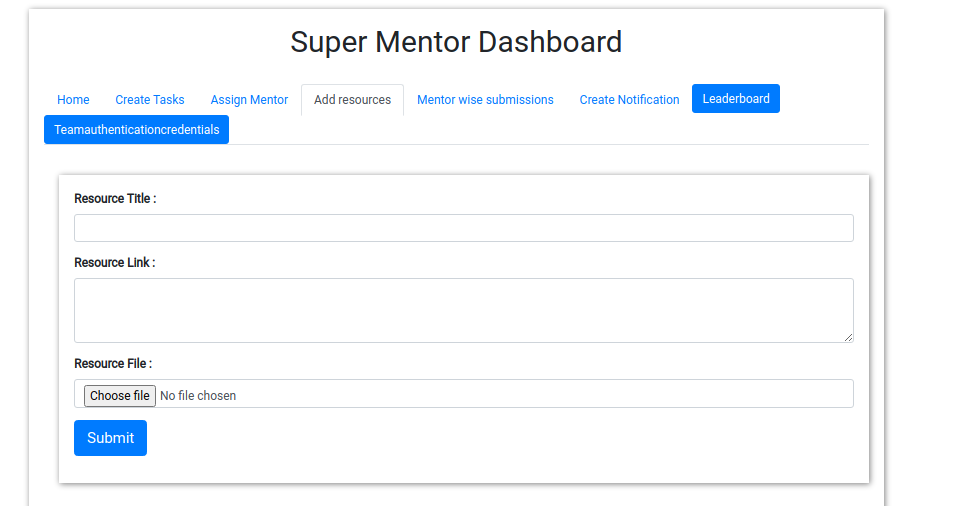 Super Mentor Dashboard
Home Create Tasks Assign Mentor Add resources Mentor wise submissions Create Notification Leaderboard
Teamauthenticationcredentials
Resource Title :
Resource Link :
Resource File :
Choose file No file chosen
Submit